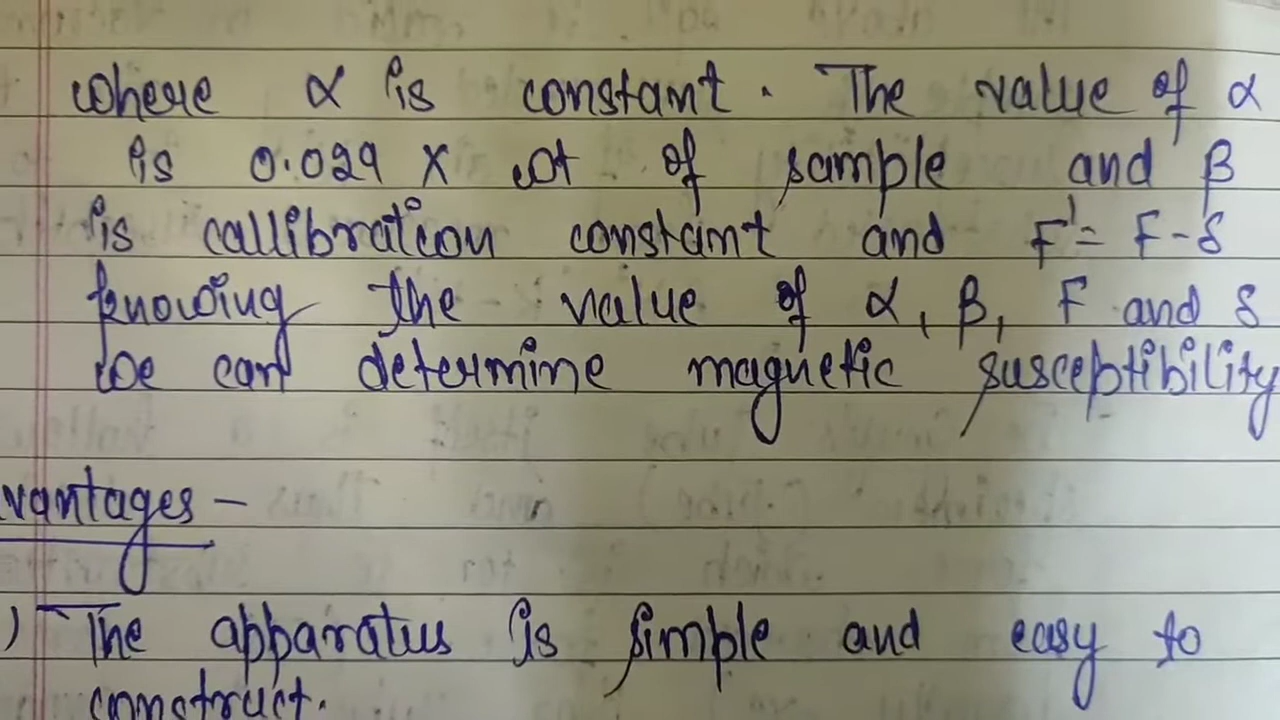 where α is constant. The value of α
is 0.029 x wt of sample and β
is callibration constant and F' = F-δ
knowing the value of α, β, F and δ
we can determine magnetic susceptibility
vantages -
) The apparatus is simple and easy to
construct.